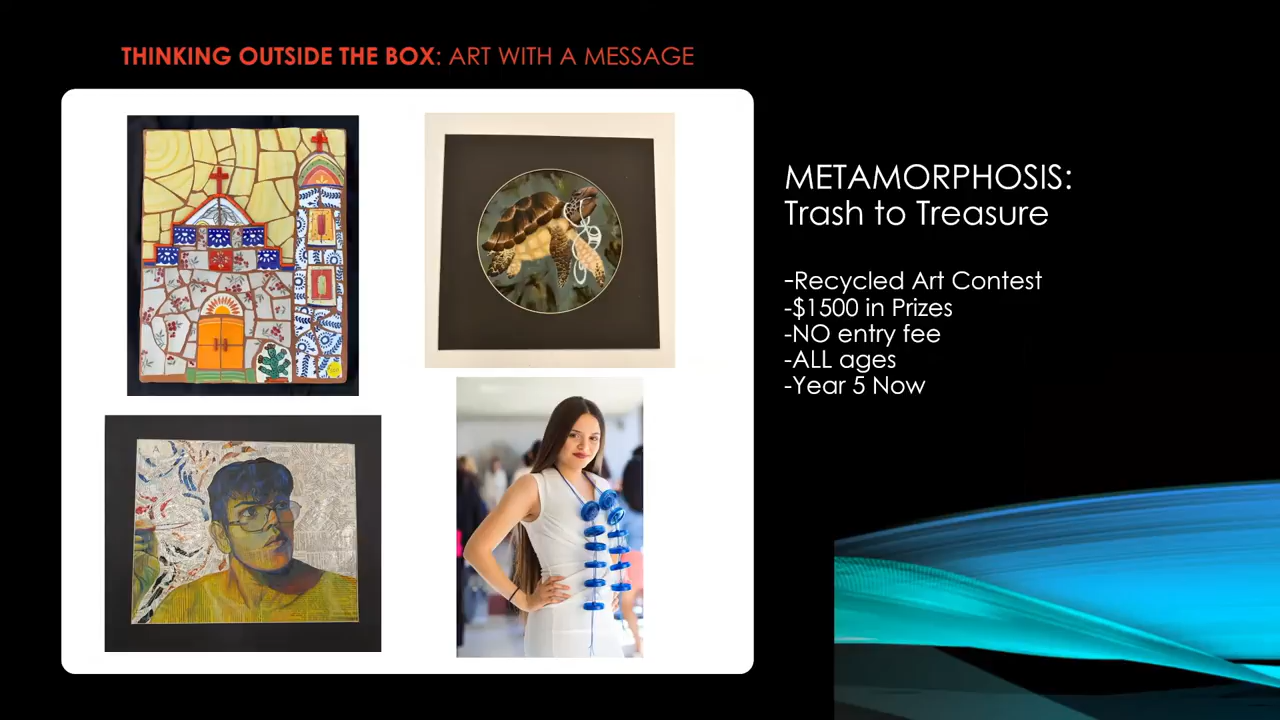 THINKING OUTSIDE THE BOX: ART WITH A MESSAGE
METAMORPHOSIS:
Trash to Treasure
-Recycled Art Contest
-$1500 in Prizes
-NO entry fee
-ALL ages
-Year 5 Now